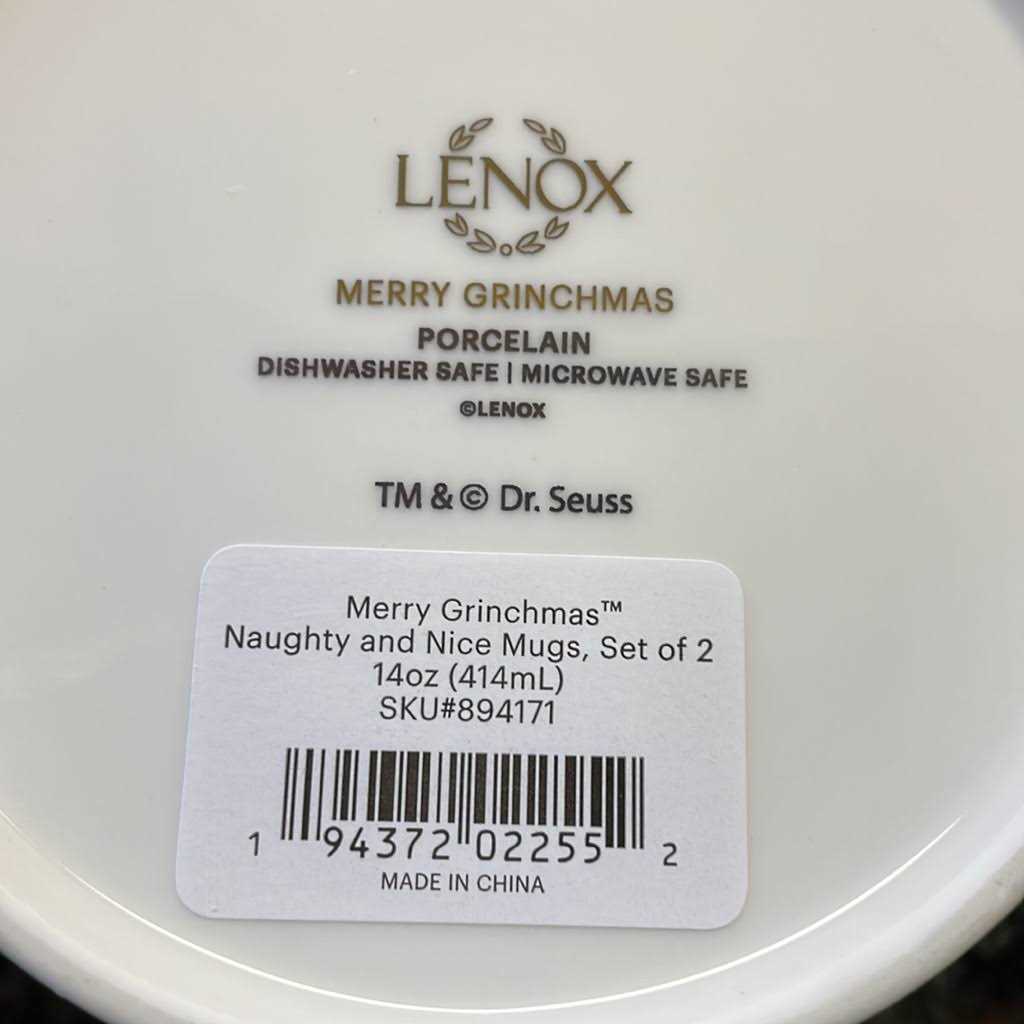 LENOX
MERRY GRINCHMAS
PORCELAIN
DISHWASHER SAFE | MICROWAVE SAFE
©LENOX
TM & © Dr. Seuss
Merry Grinchmas™
Naughty and Nice Mugs, Set of 2
14oz (414mL)
SKU#894171
1 94372 02255 2
MADE IN CHINA